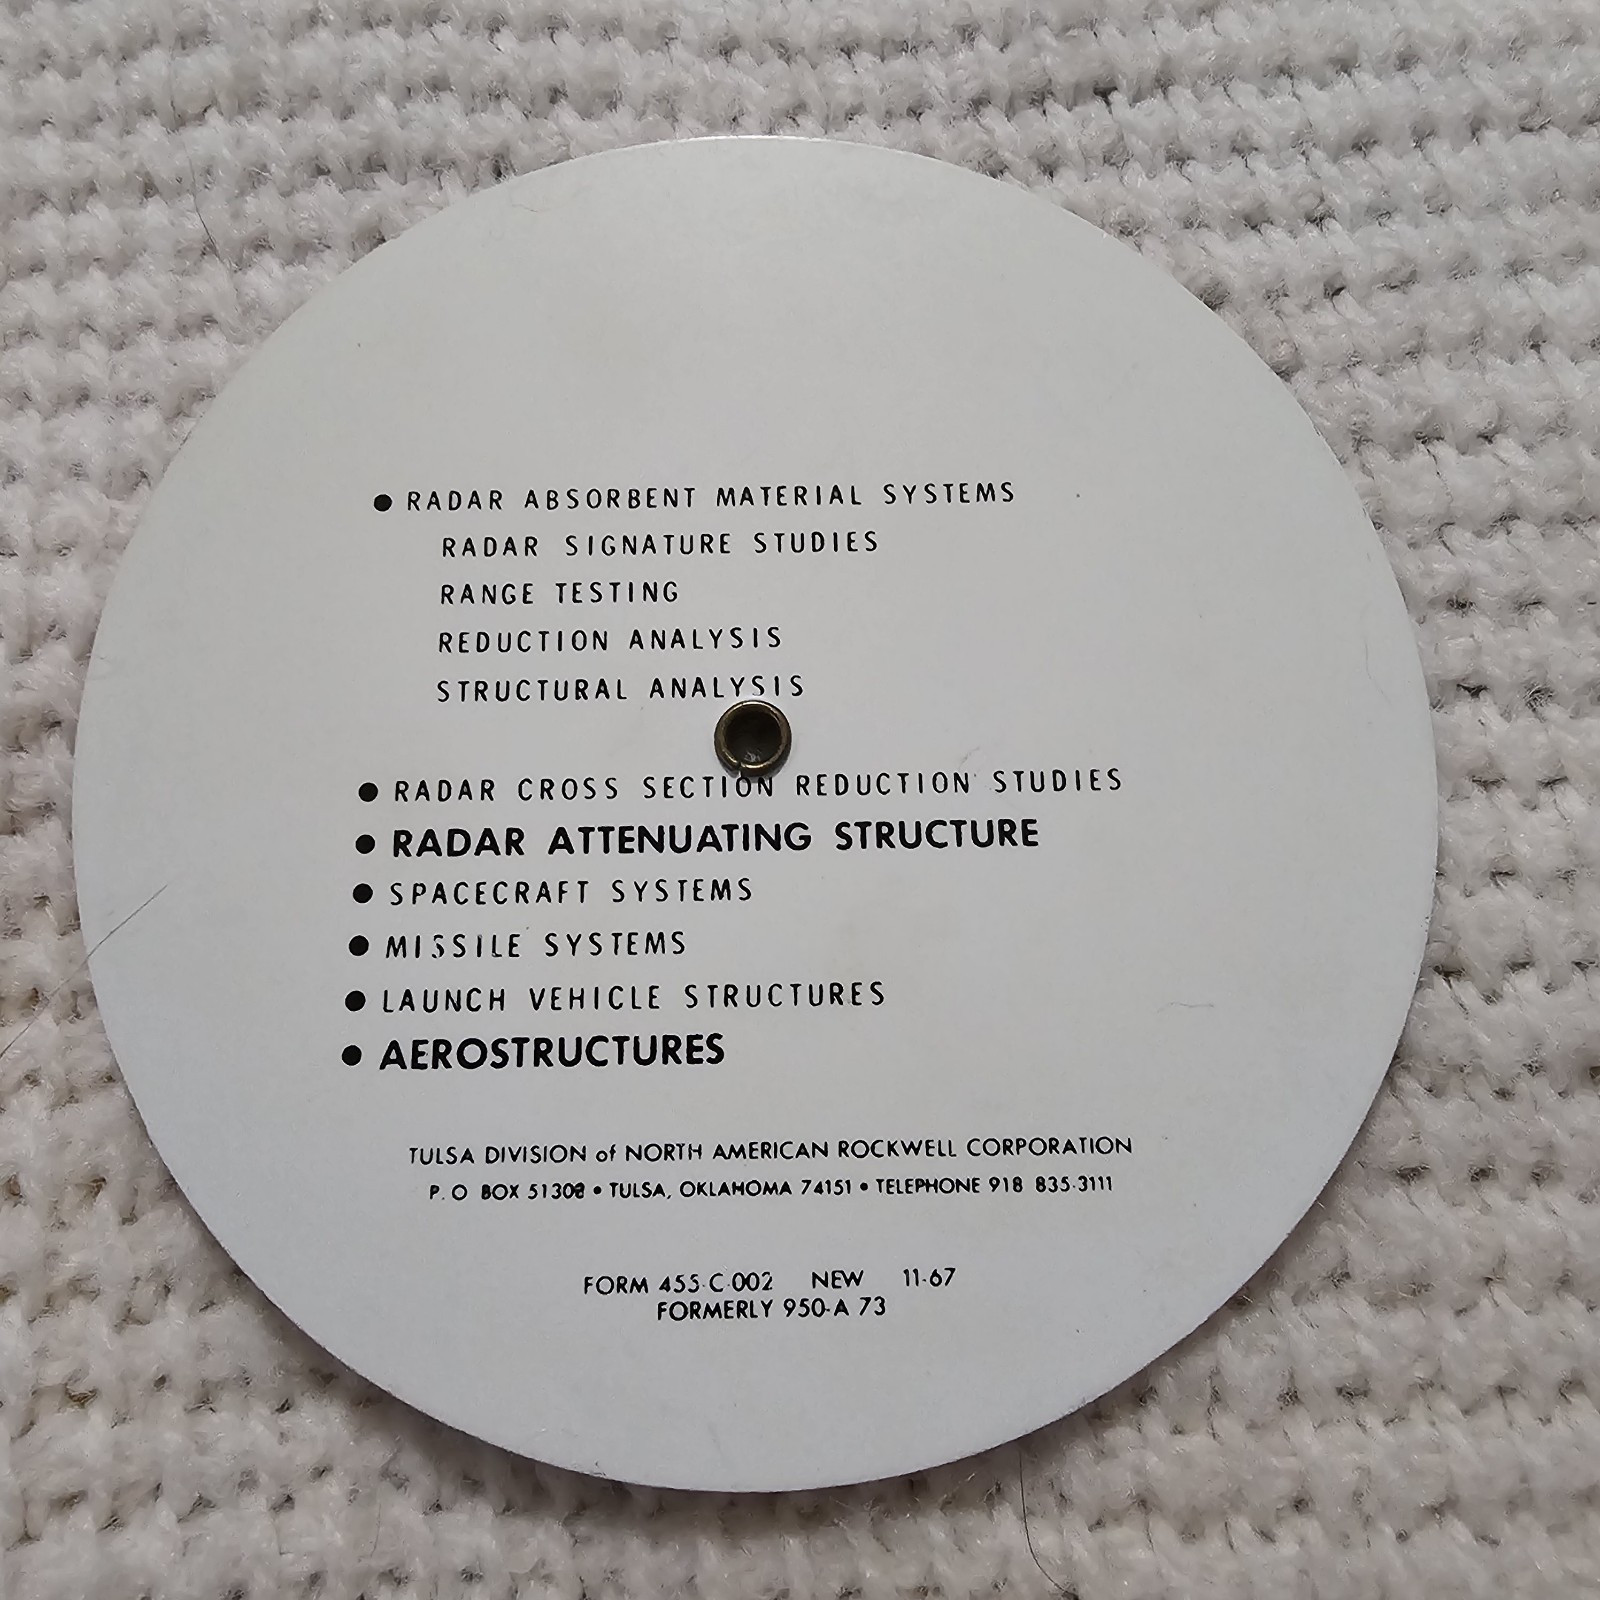 ● RADAR ABSORBENT MATERIAL SYSTEMS
RADAR SIGNATURE STUDIES
RANGE TESTING
REDUCTION ANALYSIS
STRUCTURAL ANALYSIS
● RADAR CROSS SECTION REDUCTION STUDIES
● RADAR ATTENUATING STRUCTURE
● SPACECRAFT SYSTEMS
● MISSILE SYSTEMS
● LAUNCH VEHICLE STRUCTURES
● AEROSTRUCTURES
TULSA DIVISION of NORTH AMERICAN ROCKWELL CORPORATION
P. O BOX 51308 • TULSA, OKLAHOMA 74151 • TELEPHONE 918 835-3111
FORM 455-C-002 NEW 11-67
FORMERLY 950-A 73